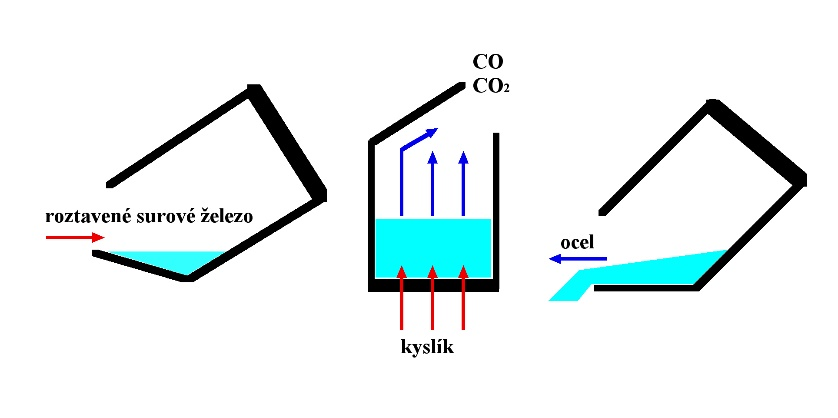 roztavené surové železo
CO
CO₂
kyslík
ocel